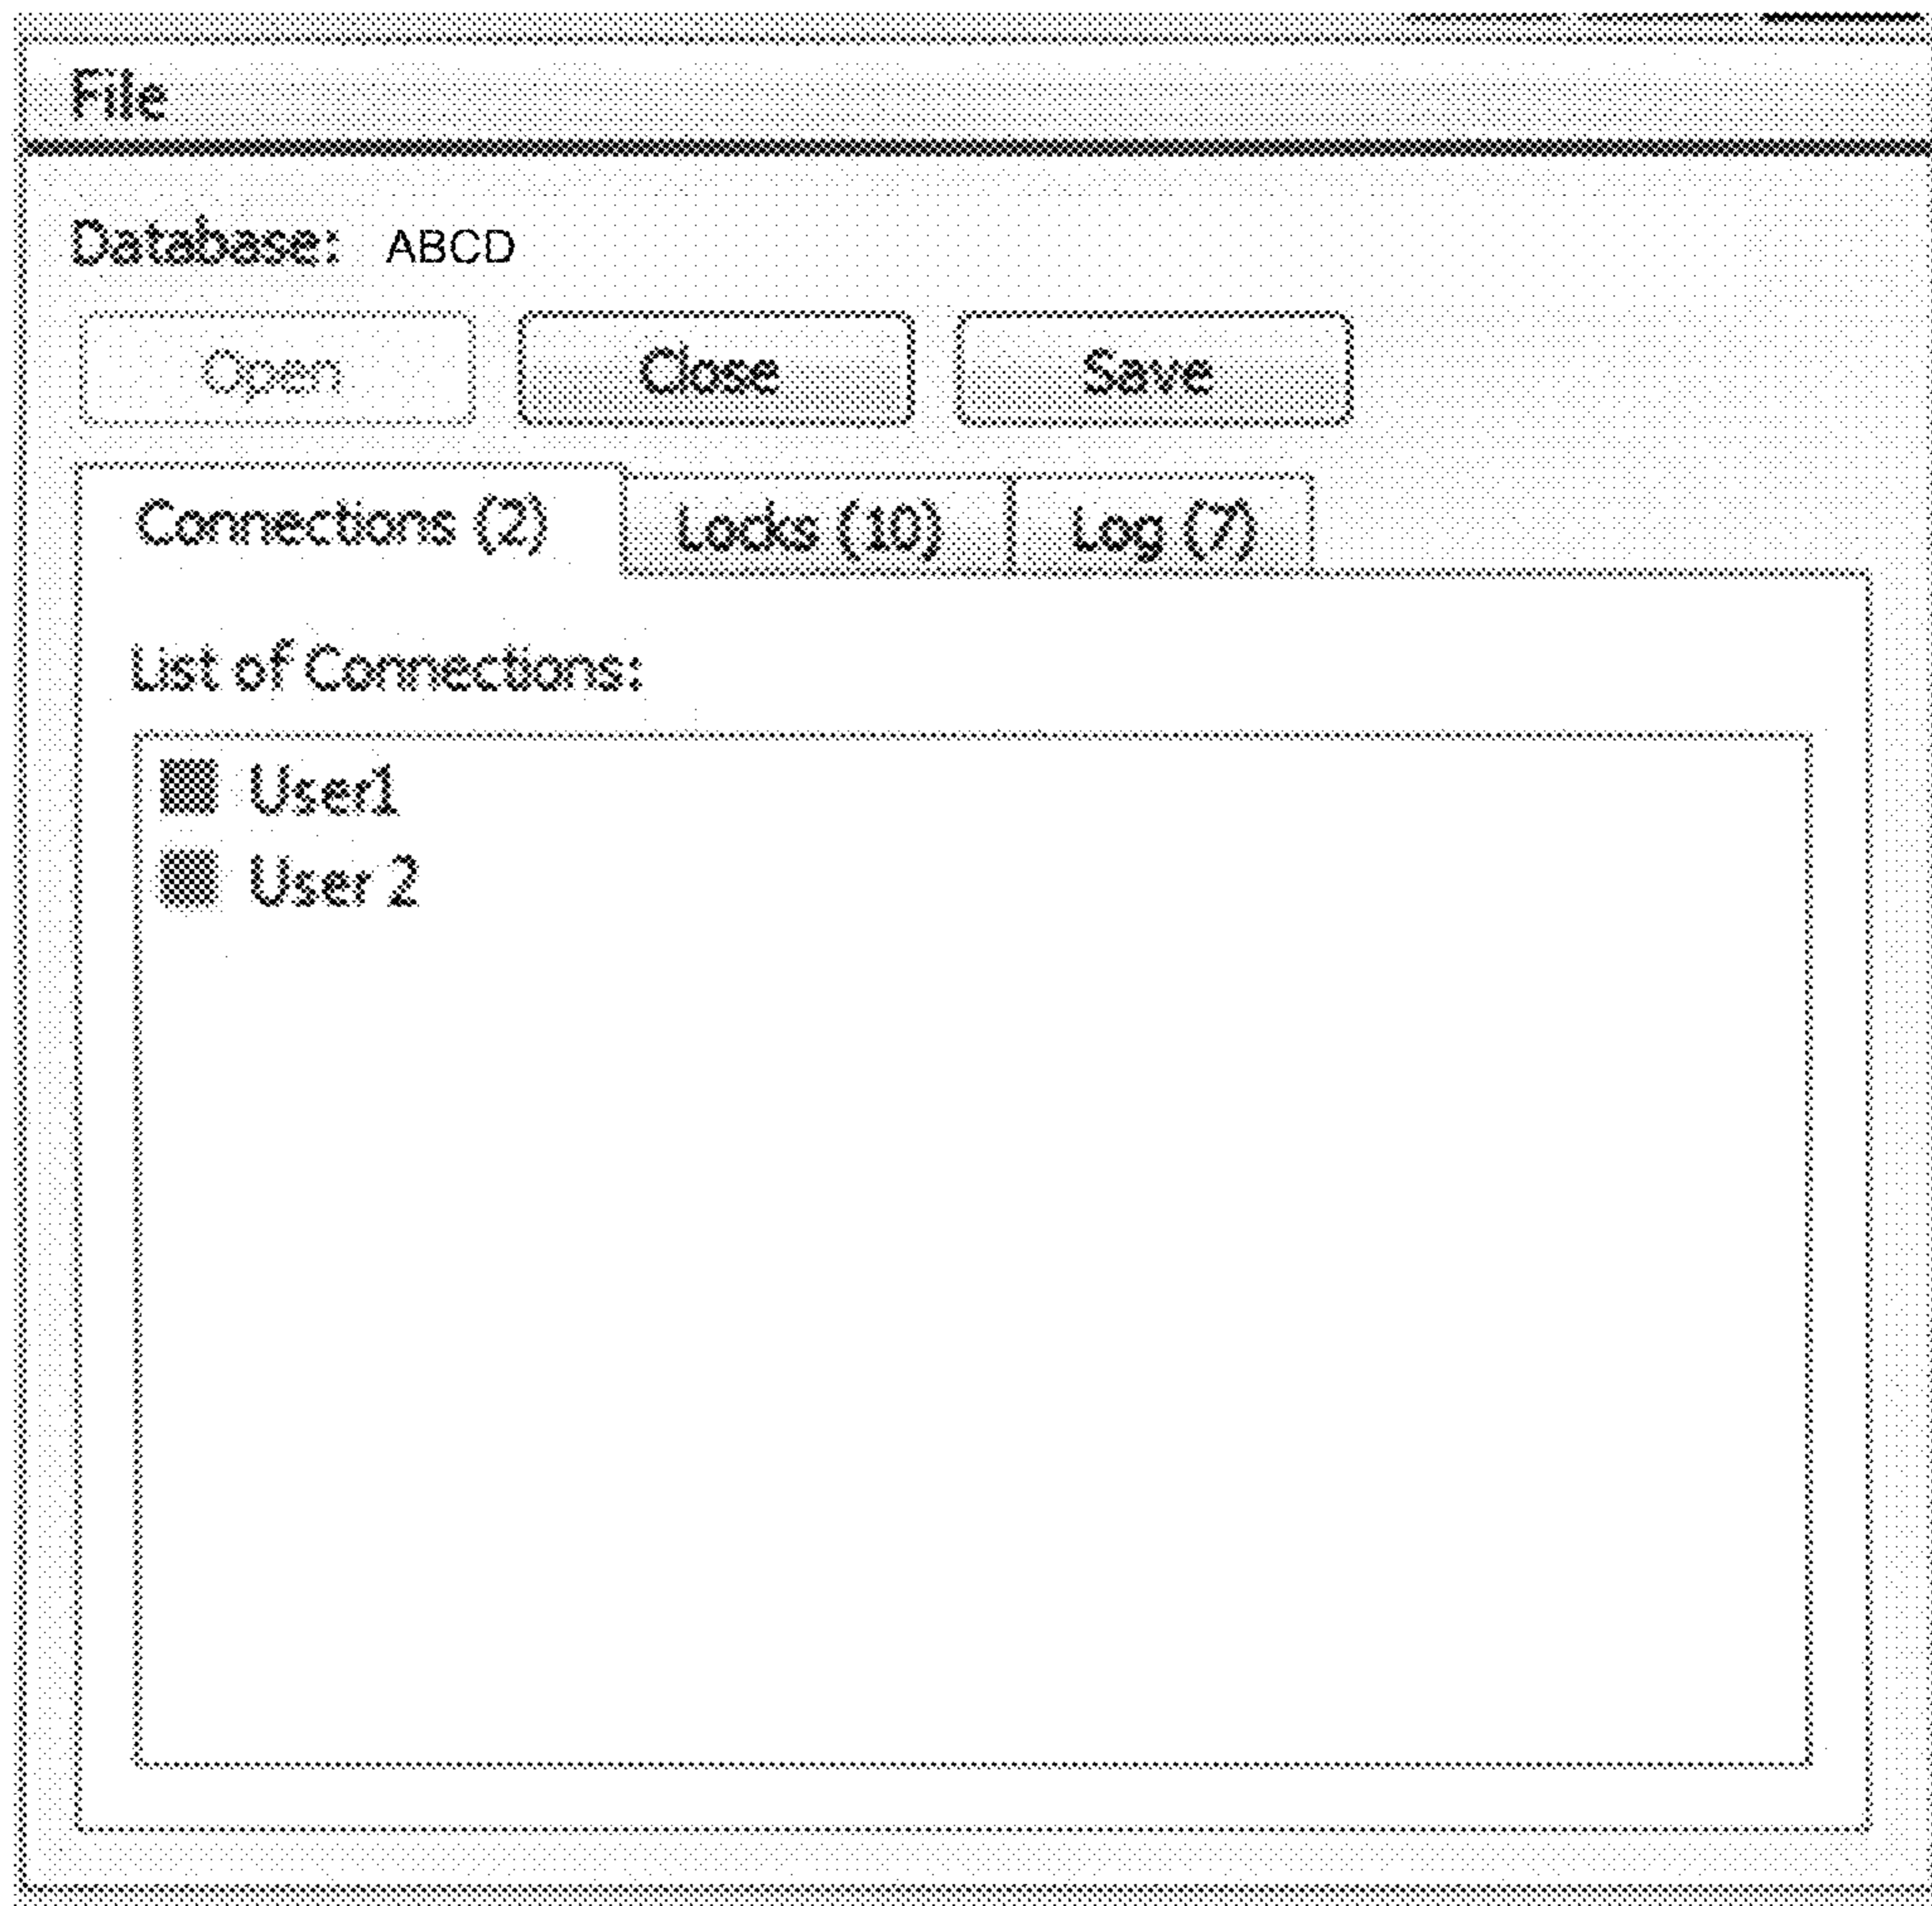 File
Database: ABCD
Open Close Save
Connections (2) Locks (10) Log (7)
List of Connections:
User1
User 2